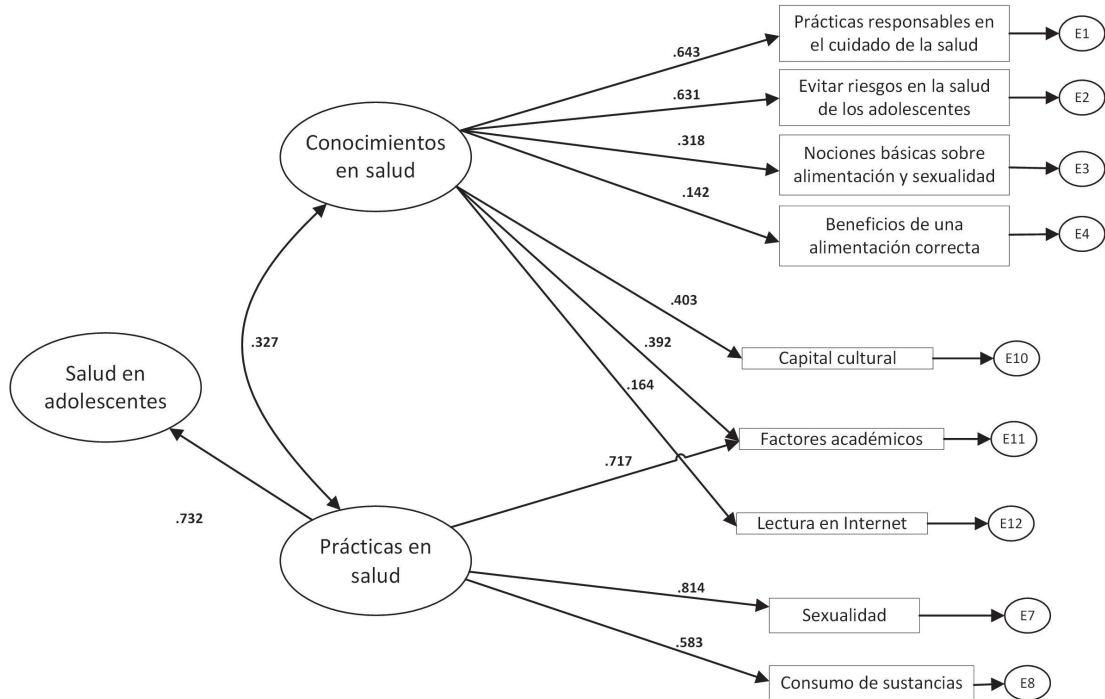 Prácticas responsables en
el cuidado de la salud
E1
.643
Evitar riesgos en la salud
de los adolescentes
E2
.631
Conocimientos
en salud
.318
Nociones básicas sobre
alimentación y sexualidad
E3
.142
Beneficios de una
alimentación correcta
E4
.403
.327
.392
Capital cultural
E10
.164
Salud en
adolescentes
Factores académicos
E11
.717
.732
Lectura en Internet
E12
Prácticas en
salud
.814
Sexualidad
E7
.583
Consumo de sustancias
E8